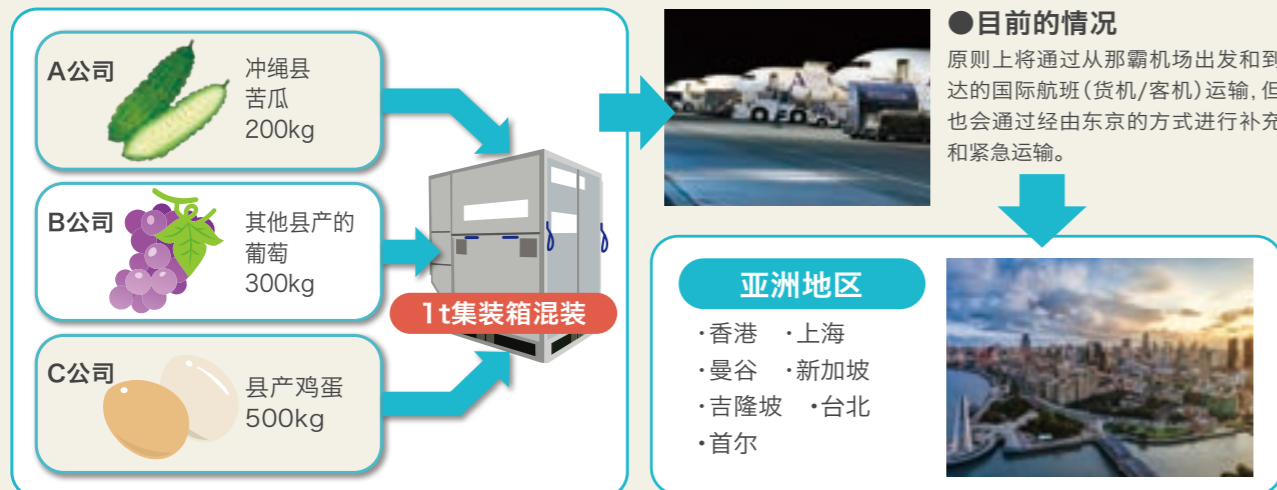 A公司
冲绳县
苦瓜
200kg
B公司
其他县产的
葡萄
300kg
C公司
县产鸡蛋
500kg
1t集装箱混装
●目前的情况
原则上将通过从那霸机场出发和到
达的国际航班(货机/客机)运输,但
也会通过经由东京的方式进行补充
和紧急运输。
亚洲地区
·香港 ·上海
·曼谷 ·新加坡
·吉隆坡 ·台北
·首尔